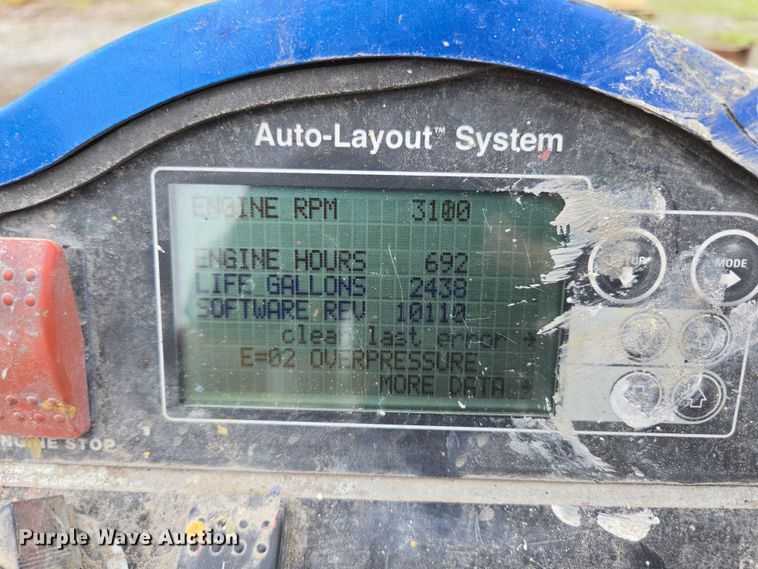 Auto-Layout™ System
ENGINE RPM 3100
ENGINE HOURS 692
LIFE GALLONS 2438
SOFTWARE REV 10110
clear last error →
E=02 OVERPRESSURE
MORE DATA
MODE
ENGINE STOP
Purple Wave Auction